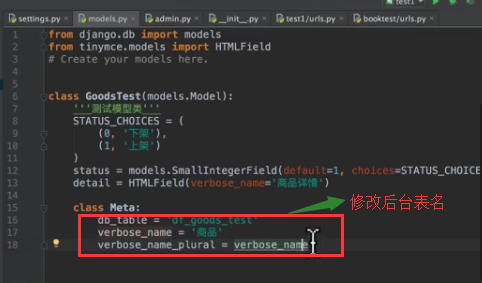 test1
settings.py
models.py
admin.py
__init__.py
test1/urls.py
booktest/urls.py
1 from django.db import models
2 from tinymce.models import HTMLField
3 # Create your models here.
4
5
6 class GoodsTest(models.Model):
7 '''测试模型类'''
8 STATUS_CHOICES = (
9 (0, '下架'),
10 (1, '上架')
11 )
12 status = models.SmallIntegerField(default=1, choices=STATUS_CHOICES
13 detail = HTMLField(verbose_name='商品详情')
14
15 class Meta:
修改后台表名
16 db_table = 'df_goods_test'
17 verbose_name = '商品'
18 verbose_name_plural = verbose_name